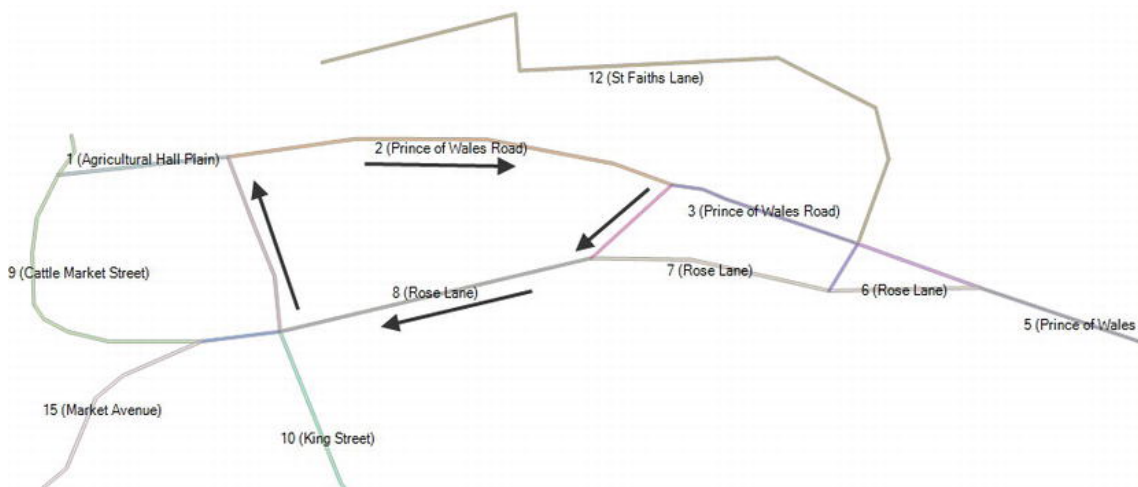 12 (St Faiths Lane)
1 (Agricultural Hall Plain)
2 (Prince of Wales Road)
3 (Prince of Wales Road)
9 (Cattle Market Street)
7 (Rose Lane)
8 (Rose Lane)
6 (Rose Lane)
5 (Prince of Wales
15 (Market Avenue)
10 (King Street)